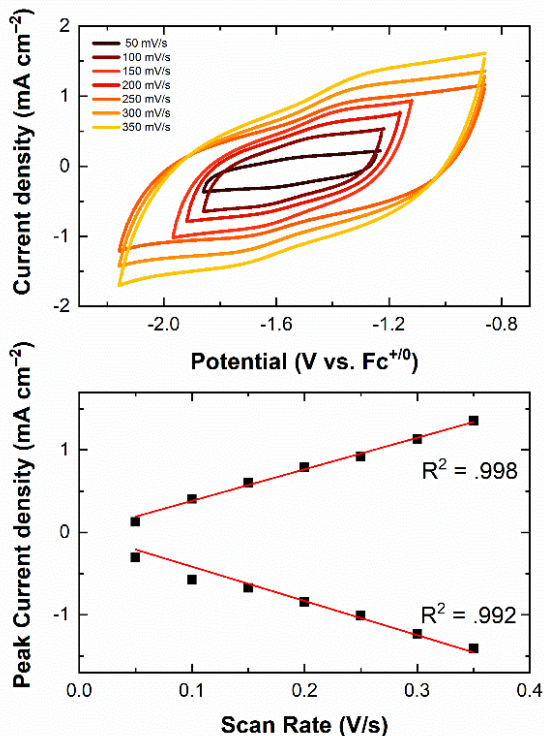 Current density (mA cm⁻²)
2
1
0
-1
-2
50 mV/s
100 mV/s
150 mV/s
200 mV/s
250 mV/s
300 mV/s
350 mV/s
-2.0 -1.6 -1.2 -0.8
Potential (V vs. Fc⁺/⁰)
Peak Current density (mA cm⁻²)
1
0
-1
R² = .998
R² = .992
0.0 0.1 0.2 0.3 0.4
Scan Rate (V/s)